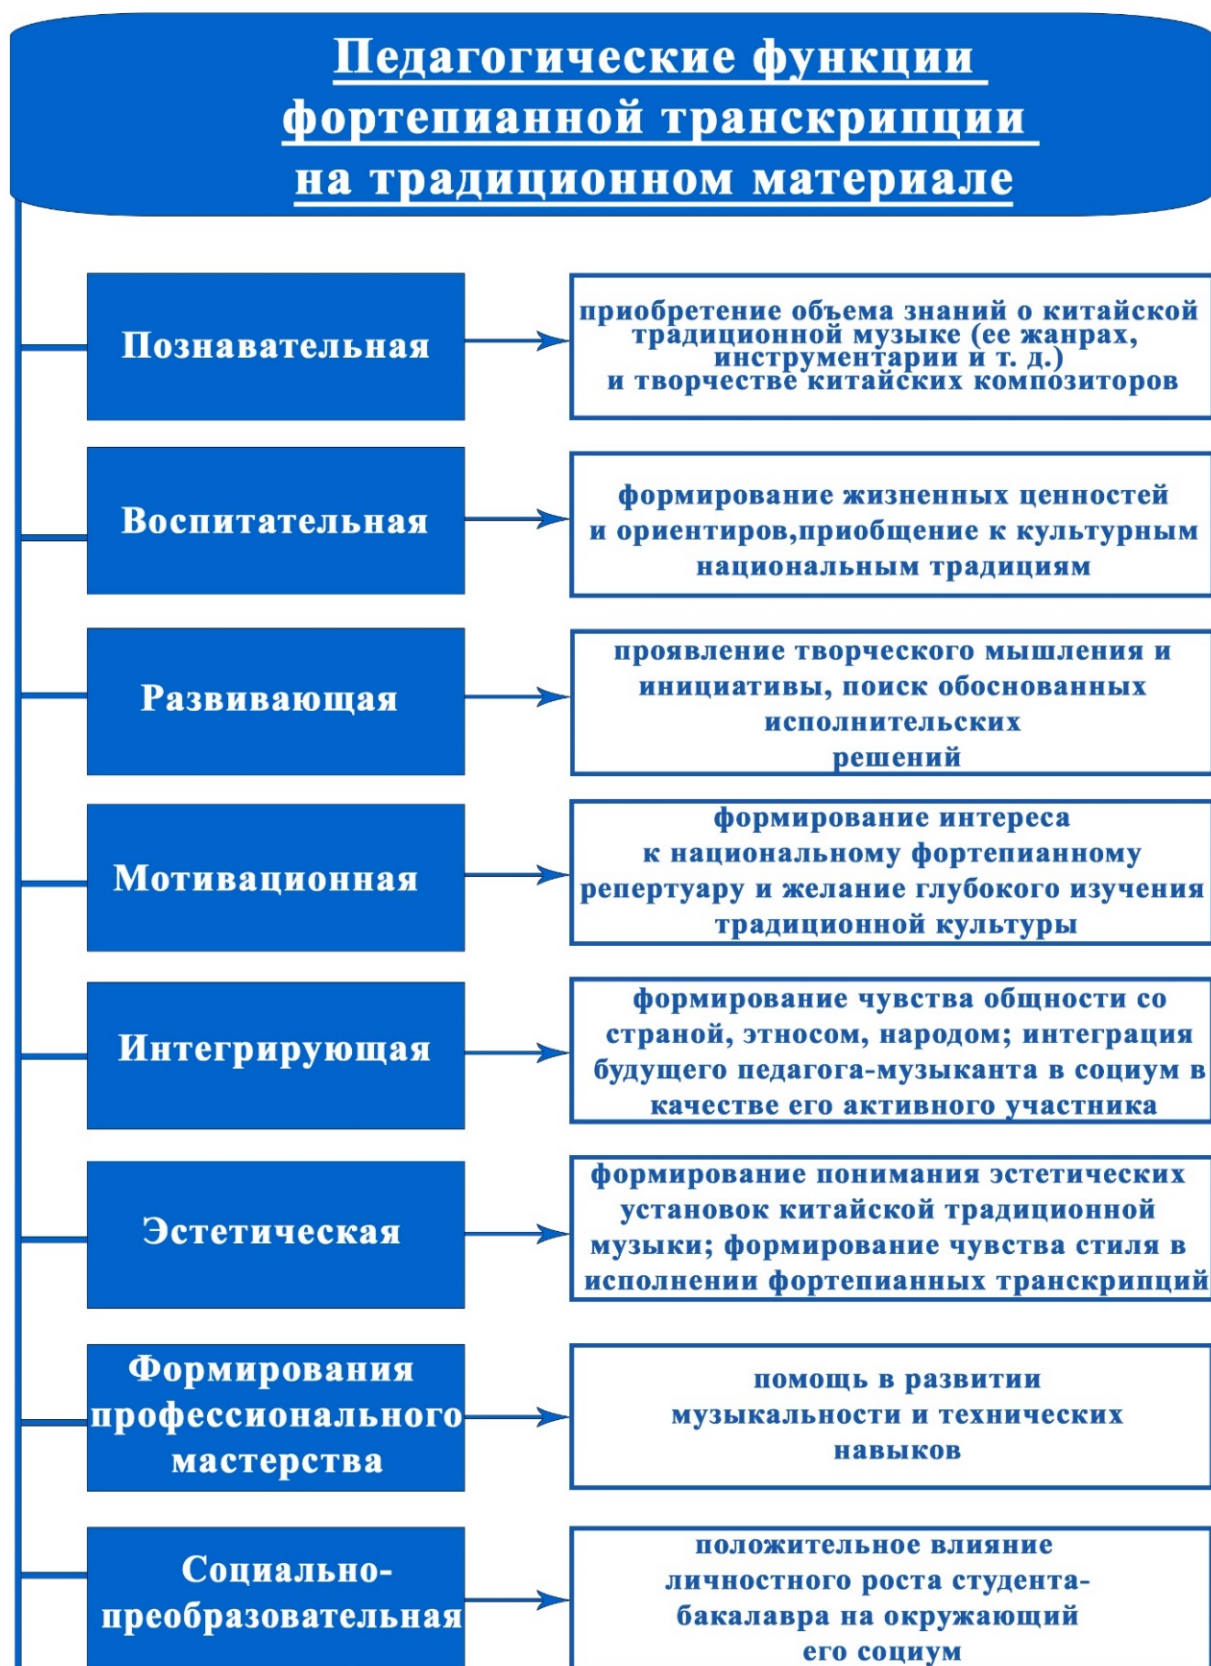 Педагогические функции
фортепианной транскрипции
на традиционном материале
Познавательная
приобретение объема знаний о китайской
традиционной музыке (ее жанрах,
инструментарии и т. д.)
и творчестве китайских композиторов
Воспитательная
формирование жизненных ценностей
и ориентиров,приобщение к культурным
национальным традициям
Развивающая
проявление творческого мышления и
инициативы, поиск обоснованных
исполнительских
решений
Мотивационная
формирование интереса
к национальному фортепианному
репертуару и желание глубокого изучения
традиционной культуры
Интегрирующая
формирование чувства общности со
страной, этносом, народом; интеграция
будущего педагога-музыканта в социум в
качестве его активного участника
Эстетическая
формирование понимания эстетических
установок китайской традиционной
музыки; формирование чувства стиля в
исполнении фортепианных транскрипций
Формирования
профессионального
мастерства
помощь в развитии
музыкальности и технических
навыков
Социально-
преобразовательная
положительное влияние
личностного роста студента-
бакалавра на окружающий
его социум